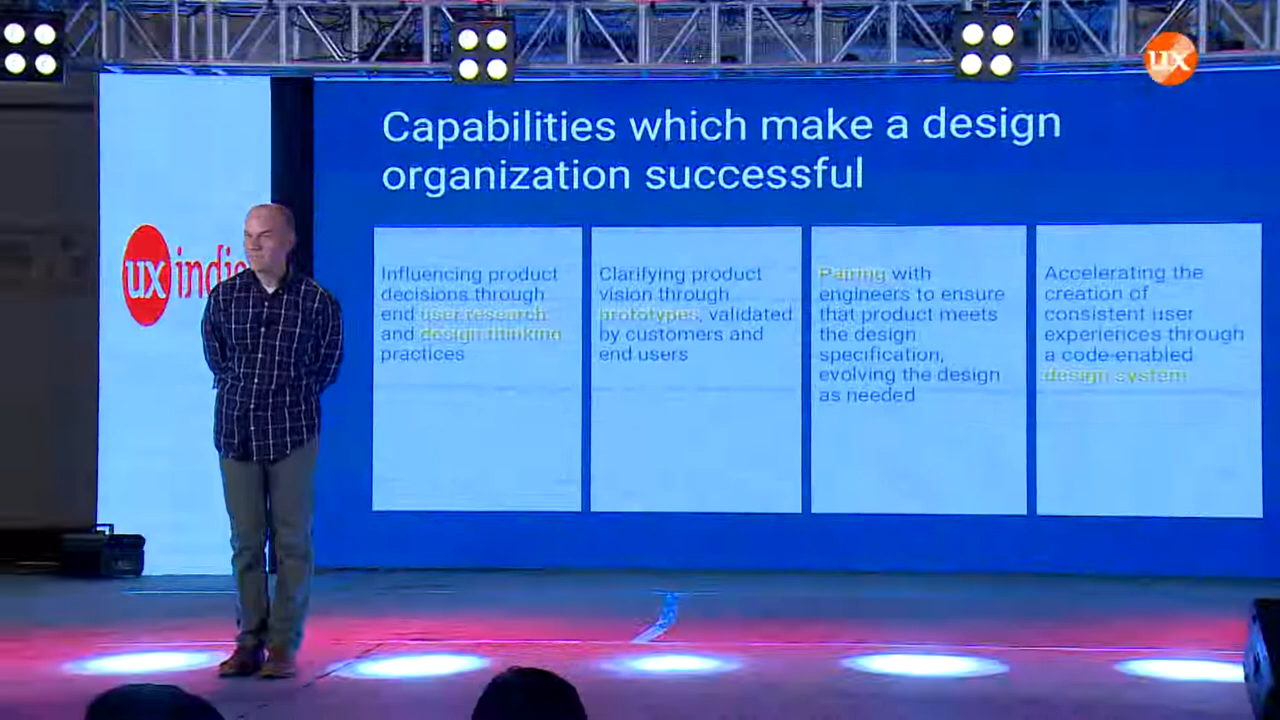 UX
Capabilities which make a design
organization successful
ux
Influencing product
decisions through
end user research
and design thinking
practices
Clarifying product
vision through
prototypes, validated
by customers and
end users
Pairing with
engineers to ensure
that product meets
the design
specification,
evolving the design
as needed
Accelerating the
creation of
consistent user
experiences through
a code-enabled
design system